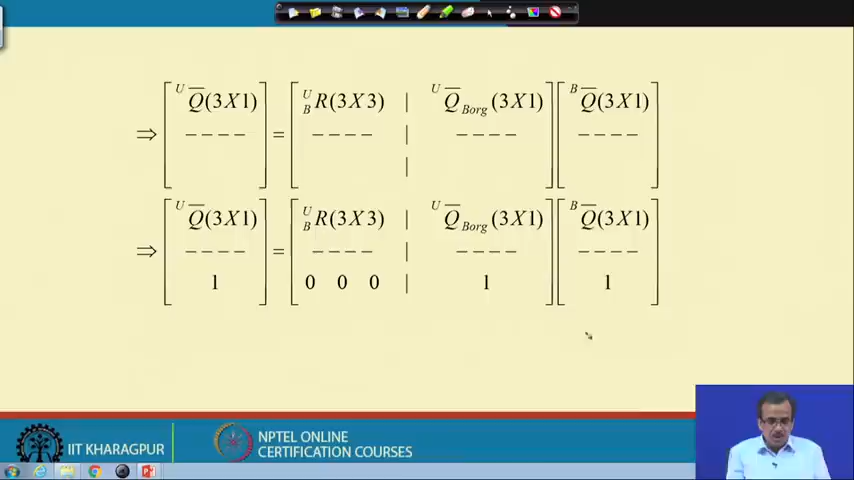 ⇒ [ ^U Q̅(3X1) ; ---- ] = [ ^U_B R(3X3) | ^U Q̅_Borg (3X1) ; ---- | ---- ; | ] [ ^B Q̅(3X1) ; ---- ]
⇒ [ ^U Q̅(3X1) ; ---- ; 1 ] = [ ^U_B R(3X3) | ^U Q̅_Borg (3X1) ; ---- | ---- ; 0 0 0 | 1 ] [ ^B Q̅(3X1) ; ---- ; 1 ]
IIT KHARAGPUR
NPTEL ONLINE
CERTIFICATION COURSES